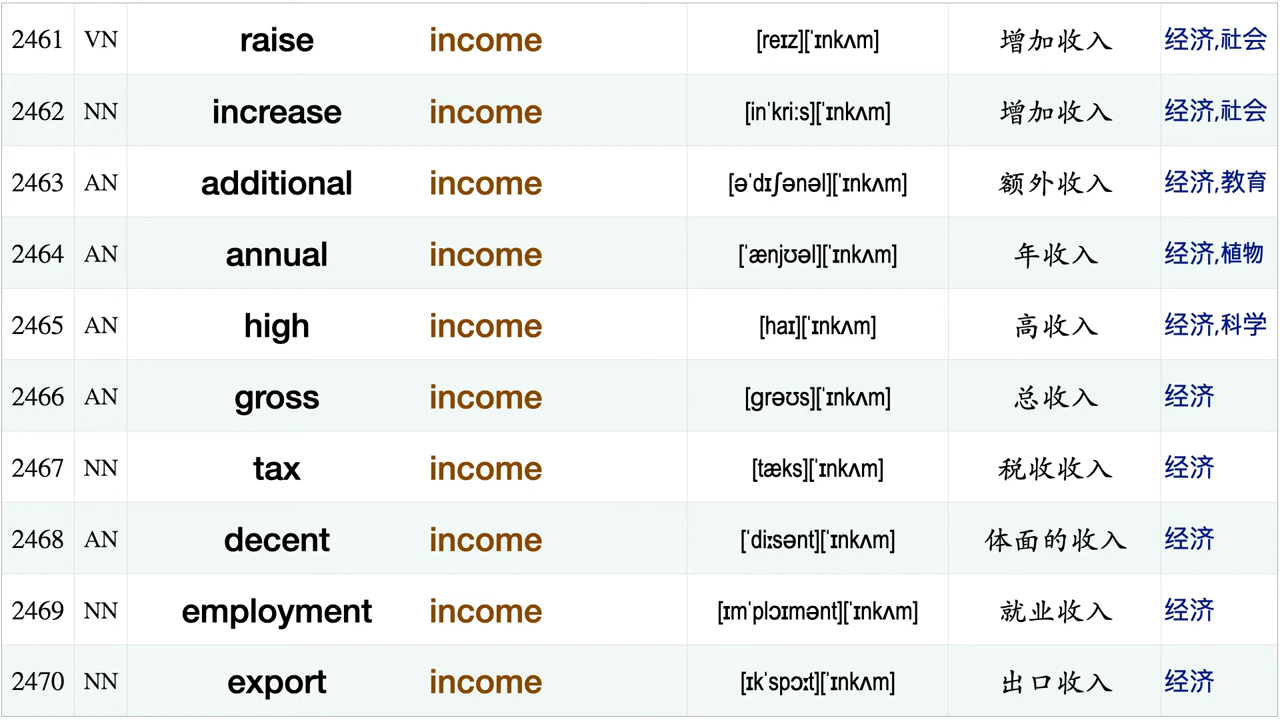 2461 VN raise income [reɪz][ˈɪnkʌm] 增加收入 经济,社会
2462 NN increase income [inˈkriːs][ˈɪnkʌm] 增加收入 经济,社会
2463 AN additional income [əˈdɪʃənəl][ˈɪnkʌm] 额外收入 经济,教育
2464 AN annual income [ˈænjʊəl][ˈɪnkʌm] 年收入 经济,植物
2465 AN high income [haɪ][ˈɪnkʌm] 高收入 经济,科学
2466 AN gross income [ɡrəʊs][ˈɪnkʌm] 总收入 经济
2467 NN tax income [tæks][ˈɪnkʌm] 税收收入 经济
2468 AN decent income [ˈdiːsənt][ˈɪnkʌm] 体面的收入 经济
2469 NN employment income [ɪmˈplɔɪmənt][ˈɪnkʌm] 就业收入 经济
2470 NN export income [ɪkˈspɔːt][ˈɪnkʌm] 出口收入 经济